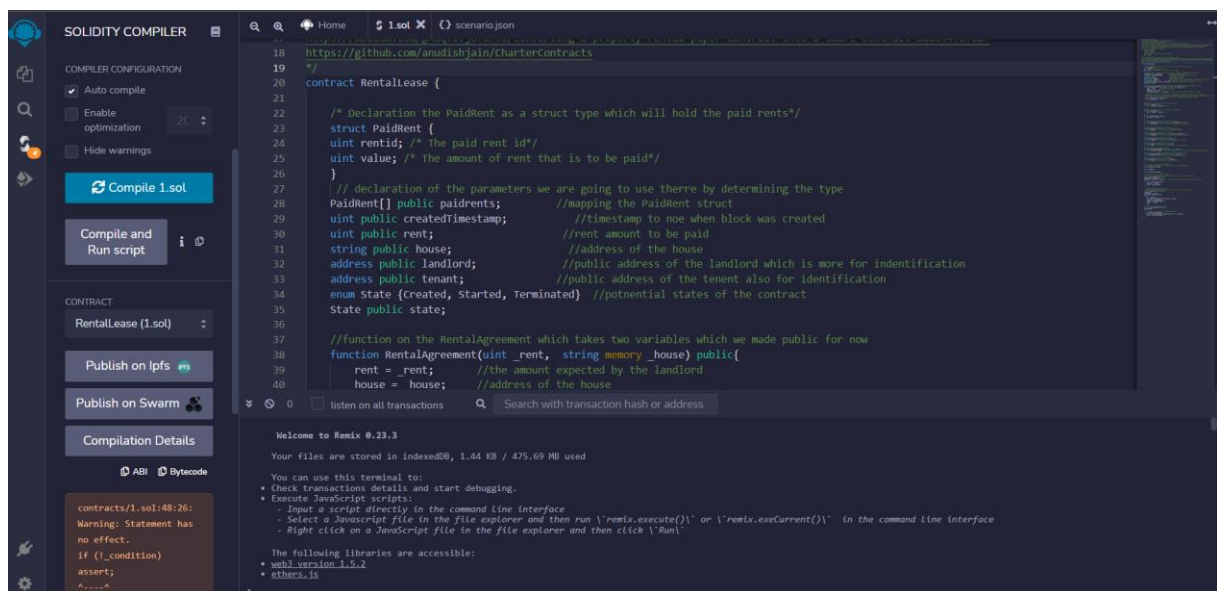 SOLIDITY COMPILER
COMPILER CONFIGURATION
Auto compile
Enable optimization
Hide warnings
Compile 1.sol
Compile and
Run script
CONTRACT
RentalLease (1.sol)
Publish on Ipfs
Publish on Swarm
Compilation Details
ABI Bytecode
contracts/1.sol:48:26:
Warning: Statement has
no effect.
if (!_condition)
assert;
^----^
Home 1.sol scenario.json
18 https://github.com/anudishjain/CharterContracts
19 */
20 contract RentalLease {
21
22 /* Declaration the PaidRent as a struct type which will hold the paid rents*/
23 struct PaidRent {
24 uint rentid; /* The paid rent id*/
25 uint value; /* The amount of rent that is to be paid*/
26 }
27 // declaration of the parameters we are going to use therre by determining the type
28 PaidRent[] public paidrents; //mapping the PaidRent struct
29 uint public createdTimestamp; //timestamp to noe when block was created
30 uint public rent; //rent amount to be paid
31 string public house; //address of the house
32 address public landlord; //public address of the landlord which is more for indentification
33 address public tenant; //public address of the tenent also for identification
34 enum State {Created, Started, Terminated} //potnential states of the contract
35 State public state;
36
37 //function on the RentalAgreement which takes two variables which we made public for now
38 function RentalAgreement(uint _rent, string memory _house) public{
39 rent = _rent; //the amount expected by the landlord
40 house = _house; //address of the house
0 listen on all transactions Search with transaction hash or address
Welcome to Remix 0.23.3
Your files are stored in indexedDB, 1.44 KB / 475.69 MB used
You can use this terminal to:
• Check transactions details and start debugging.
• Execute JavaScript scripts:
- Input a script directly in the command line interface
- Select a Javascript file in the file explorer and then run \`remix.execute()\` or \`remix.exeCurrent()\` in the command line interface
- Right click on a JavaScript file in the file explorer and then click \`Run\`
The following libraries are accessible:
• web3 version 1.5.2
• ethers.js